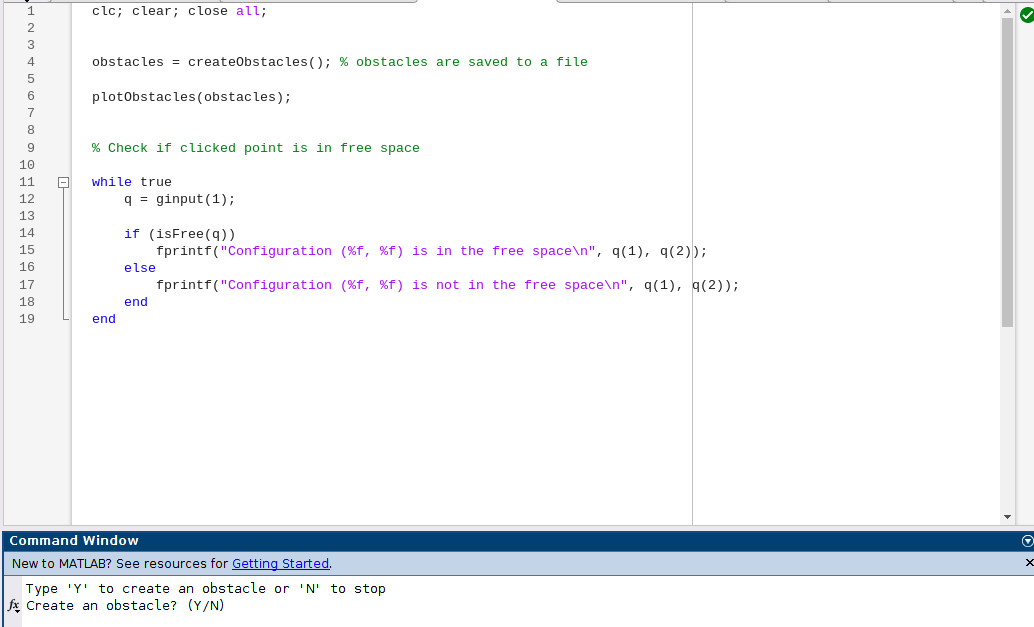 1 clc; clear; close all;
2
3
4 obstacles = createObstacles(); % obstacles are saved to a file
5
6 plotObstacles(obstacles);
7
8
9 % Check if clicked point is in free space
10
11 while true
12 q = ginput(1);
13
14 if (isFree(q))
15 fprintf("Configuration (%f, %f) is in the free space\n", q(1), q(2));
16 else
17 fprintf("Configuration (%f, %f) is not in the free space\n", q(1), q(2));
18 end
19 end
Command Window
New to MATLAB? See resources for Getting Started.
Type 'Y' to create an obstacle or 'N' to stop
fx Create an obstacle? (Y/N)